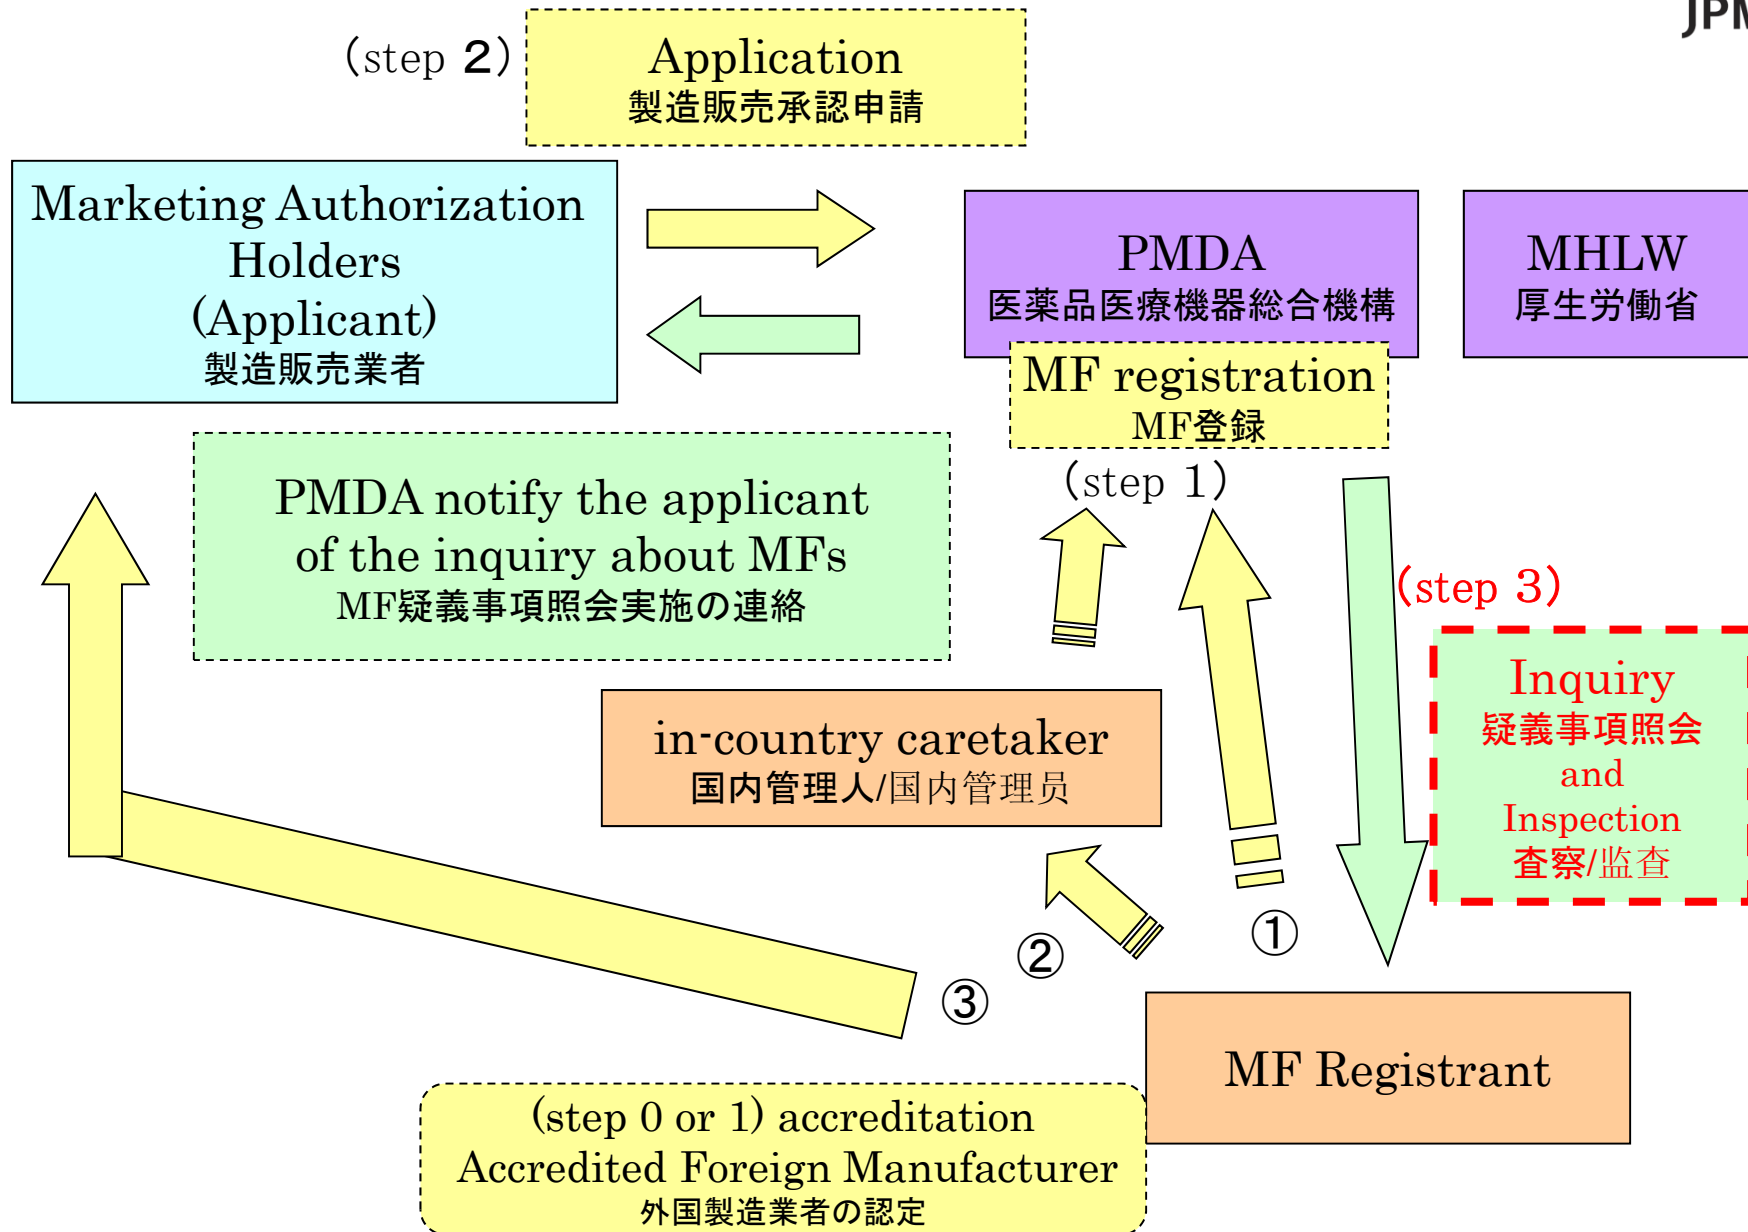 JPM
(step 2)
Application
製造販売承認申請
Marketing Authorization
Holders
(Applicant)
製造販売業者
PMDA
医薬品医療機器総合機構
MHLW
厚生労働省
MF registration
MF登録
(step 1)
PMDA notify the applicant
of the inquiry about MFs
MF疑義事項照会実施の連絡
(step 3)
Inquiry
疑義事項照会
and
Inspection
査察/监查
in-country caretaker
国内管理人/国内管理员
①
②
③
MF Registrant
(step 0 or 1) accreditation
Accredited Foreign Manufacturer
外国製造業者の認定